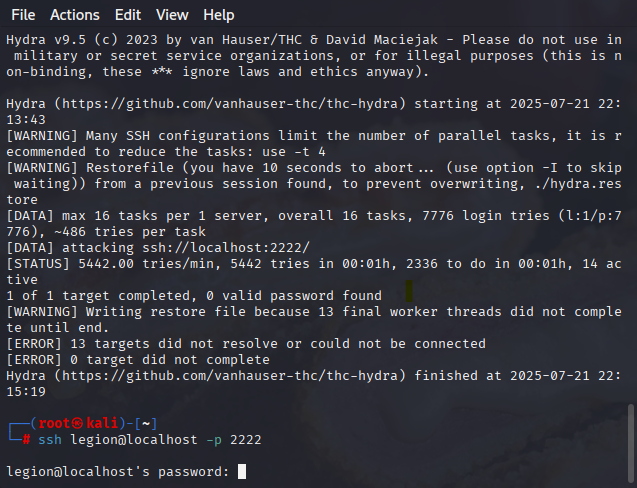 File Actions Edit View Help
Hydra v9.5 (c) 2023 by van Hauser/THC & David Maciejak - Please do not use in
 military or secret service organizations, or for illegal purposes (this is n
on-binding, these *** ignore laws and ethics anyway).
Hydra (https://github.com/vanhauser-thc/thc-hydra) starting at 2025-07-21 22:
13:43
[WARNING] Many SSH configurations limit the number of parallel tasks, it is r
ecommended to reduce the tasks: use -t 4
[WARNING] Restorefile (you have 10 seconds to abort... (use option -I to skip
 waiting)) from a previous session found, to prevent overwriting, ./hydra.res
tore
[DATA] max 16 tasks per 1 server, overall 16 tasks, 7776 login tries (l:1/p:7
776), ~486 tries per task
[DATA] attacking ssh://localhost:2222/
[STATUS] 5442.00 tries/min, 5442 tries in 00:01h, 2336 to do in 00:01h, 14 ac
tive
1 of 1 target completed, 0 valid password found
[WARNING] Writing restore file because 13 final worker threads did not comple
te until end.
[ERROR] 13 targets did not resolve or could not be connected
[ERROR] 0 target did not complete
Hydra (https://github.com/vanhauser-thc/thc-hydra) finished at 2025-07-21 22:
15:19
┌──(root㉿kali)-[~]
└─# ssh legion@localhost -p 2222
legion@localhost's password: